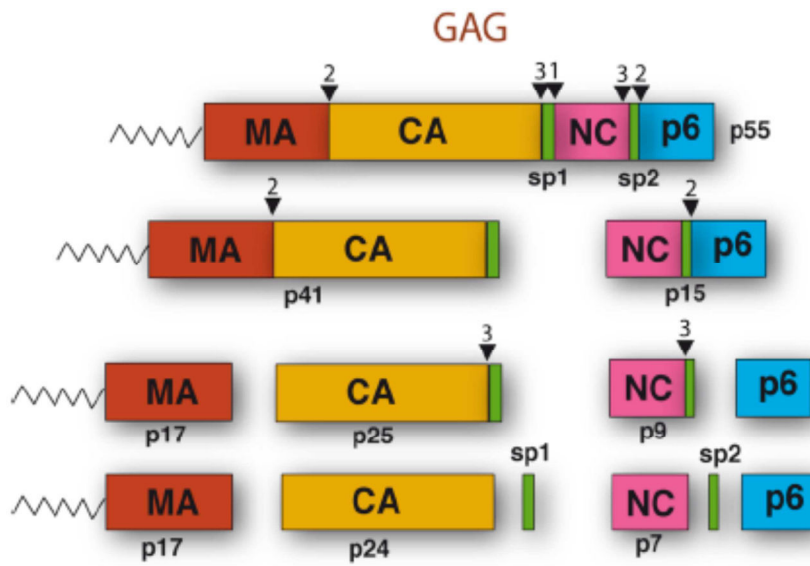 GAG
2 3 1 3 2
MA CA NC p6 p55
sp1 sp2
2 2
MA CA NC p6
p41 p15
3 3
MA CA NC p6
p17 p25 p9
sp1 sp2
MA CA NC p6
p17 p24 p7